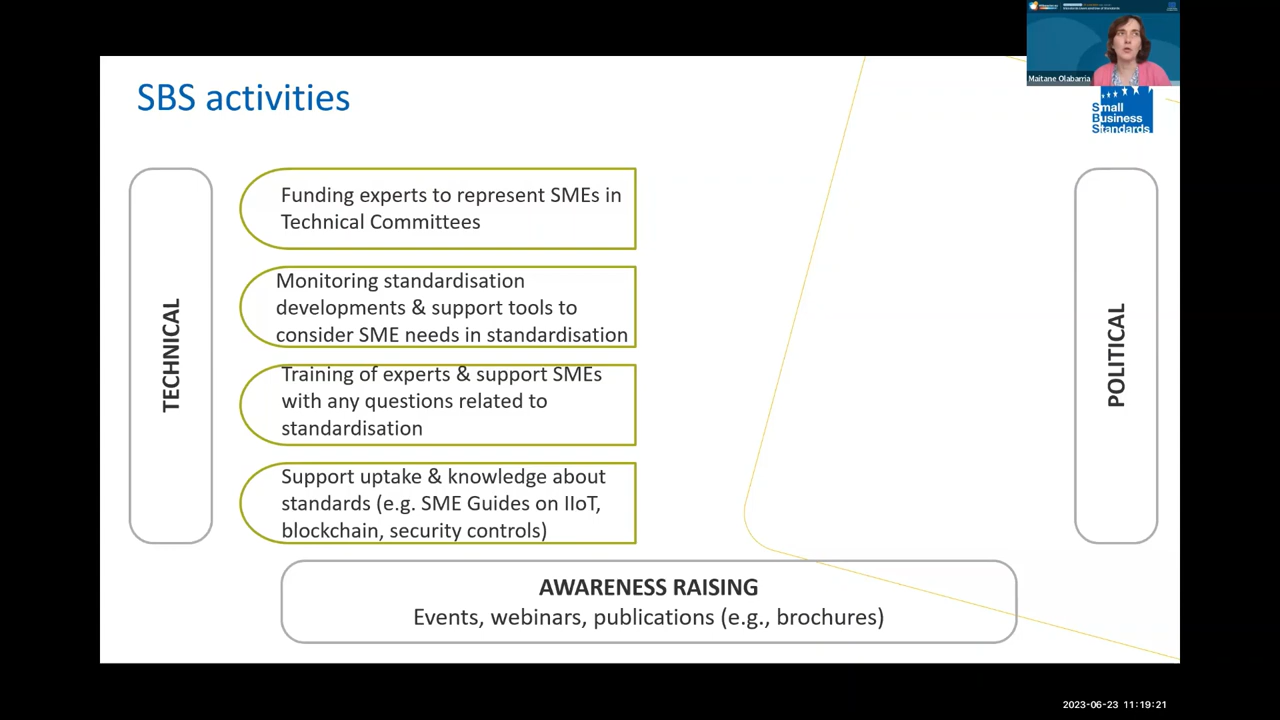 Maitane Olabarria
SBS activities
Small
Business
Standards
TECHNICAL
Funding experts to represent SMEs in
Technical Committees
Monitoring standardisation
developments & support tools to
consider SME needs in standardisation
Training of experts & support SMEs
with any questions related to
standardisation
Support uptake & knowledge about
standards (e.g. SME Guides on IIoT,
blockchain, security controls)
POLITICAL
AWARENESS RAISING
Events, webinars, publications (e.g., brochures)
2023-06-23 11:19:21